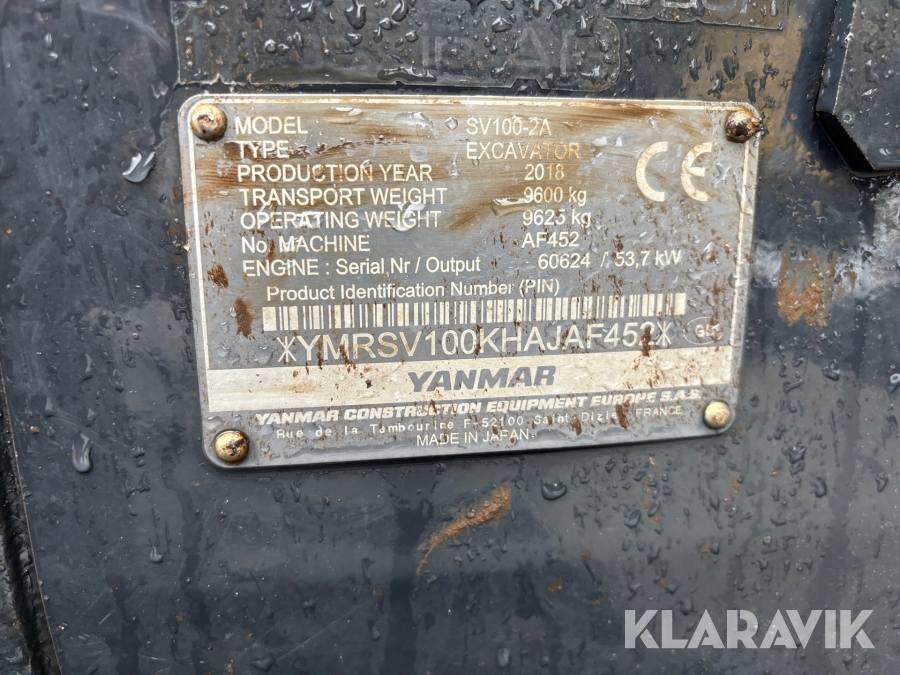 MODEL SV100-2A
TYPE EXCAVATOR
PRODUCTION YEAR 2018
TRANSPORT WEIGHT 9600 kg
OPERATING WEIGHT 9625 kg
No. MACHINE AF452
ENGINE : Serial Nr / Output 60624 / 53,7 kW
CE
Product Identification Number (PIN)
*YMRSV100KHAJAF452*
YANMAR
YANMAR CONSTRUCTION EQUIPMENT EUROPE S.A.S.
Rue de la Tambourine F-52100 Saint-Dizier FRANCE
MADE IN JAPAN
KLARAVIK